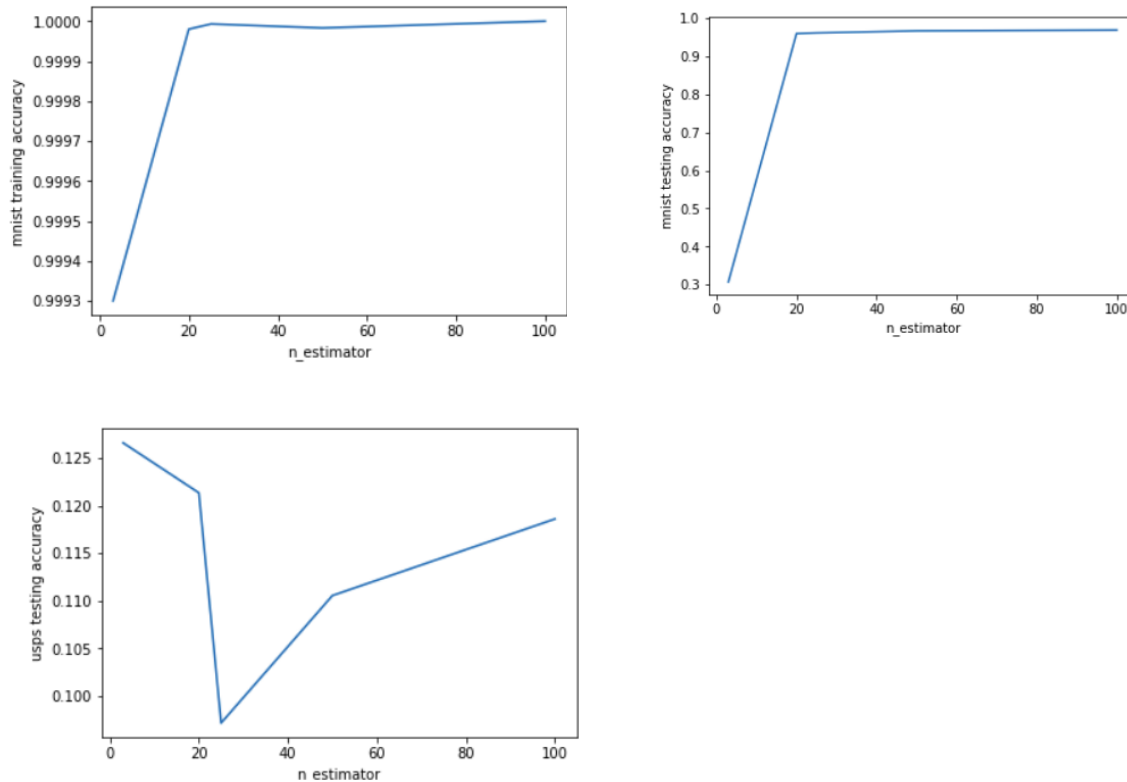 mnist training accuracy
1.0000
0.9999
0.9998
0.9997
0.9996
0.9995
0.9994
0.9993
0 20 40 60 80 100
n_estimator
mnist testing accuracy
1.0
0.9
0.8
0.7
0.6
0.5
0.4
0.3
0 20 40 60 80 100
n_estimator
usps testing accuracy
0.125
0.120
0.115
0.110
0.105
0.100
0 20 40 60 80 100
n_estimator